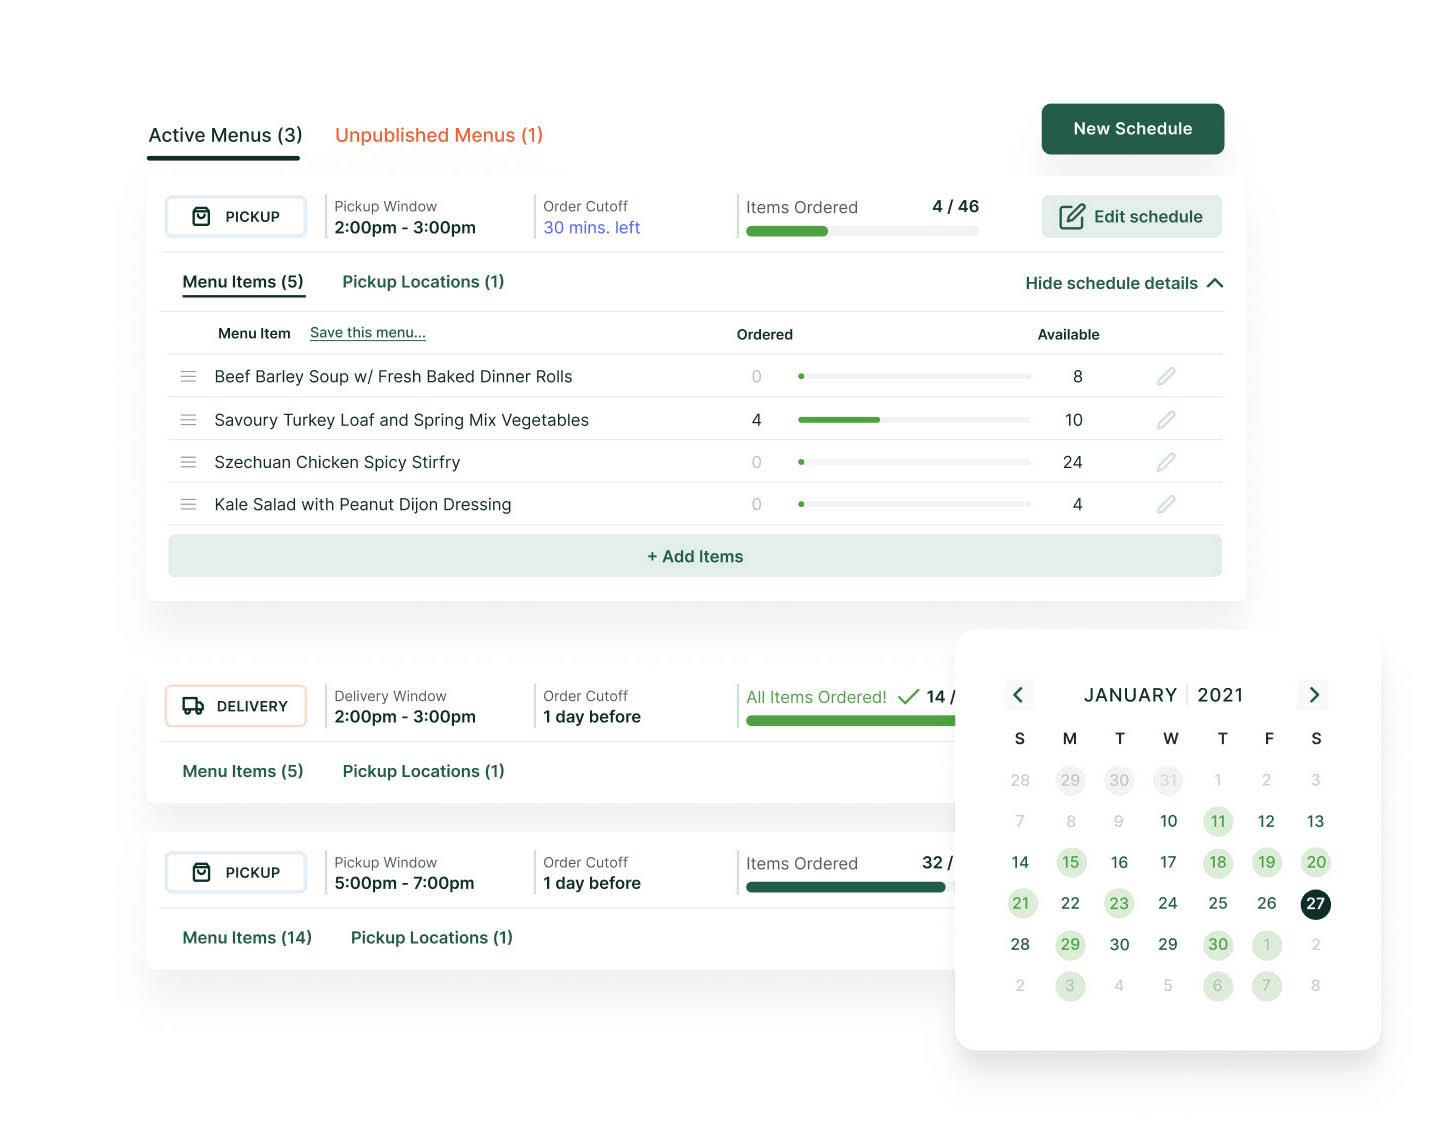 Active Menus (3) Unpublished Menus (1) New Schedule
PICKUP
Pickup Window
2:00pm - 3:00pm
Order Cutoff
30 mins. left
Items Ordered 4 / 46
Edit schedule
Menu Items (5) Pickup Locations (1) Hide schedule details
Menu Item Save this menu... Ordered Available
Beef Barley Soup w/ Fresh Baked Dinner Rolls 0 8
Savoury Turkey Loaf and Spring Mix Vegetables 4 10
Szechuan Chicken Spicy Stirfry 0 24
Kale Salad with Peanut Dijon Dressing 0 4
+ Add Items
DELIVERY
Delivery Window
2:00pm - 3:00pm
Order Cutoff
1 day before
All Items Ordered! 14 /
Menu Items (5) Pickup Locations (1)
PICKUP
Pickup Window
5:00pm - 7:00pm
Order Cutoff
1 day before
Items Ordered 32 /
Menu Items (14) Pickup Locations (1)
JANUARY 2021
S M T W T F S
28 29 30 31 1 2 3
7 8 9 10 11 12 13
14 15 16 17 18 19 20
21 22 23 24 25 26 27
28 29 30 29 30 1 2
2 3 4 5 6 7 8